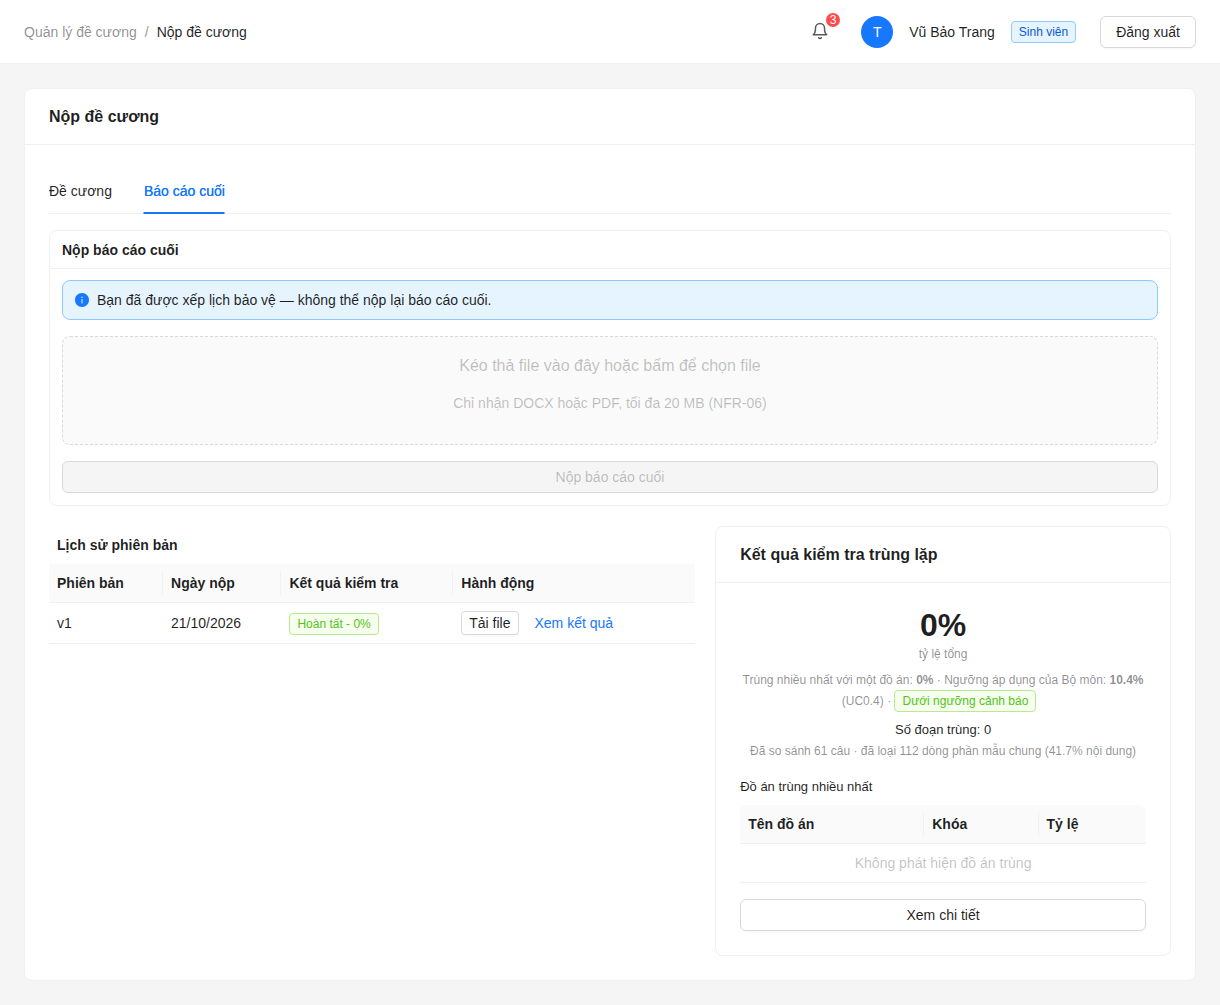 Quản lý đề cương / Nộp đề cương
3
T
Vũ Bảo Trang
Sinh viên
Đăng xuất
Nộp đề cương
Đề cương
Báo cáo cuối
Nộp báo cáo cuối
Bạn đã được xếp lịch bảo vệ — không thể nộp lại báo cáo cuối.
Kéo thả file vào đây hoặc bấm để chọn file
Chỉ nhận DOCX hoặc PDF, tối đa 20 MB (NFR-06)
Nộp báo cáo cuối
Lịch sử phiên bản
Phiên bản Ngày nộp Kết quả kiểm tra Hành động
v1 21/10/2026 Hoàn tất - 0% Tải file Xem kết quả
Kết quả kiểm tra trùng lặp
0%
tỷ lệ tổng
Trùng nhiều nhất với một đồ án: 0% · Ngưỡng áp dụng của Bộ môn: 10.4%
(UC0.4) · Dưới ngưỡng cảnh báo
Số đoạn trùng: 0
Đã so sánh 61 câu · đã loại 112 dòng phần mẫu chung (41.7% nội dung)
Đồ án trùng nhiều nhất
Tên đồ án Khóa Tỷ lệ
Không phát hiện đồ án trùng
Xem chi tiết